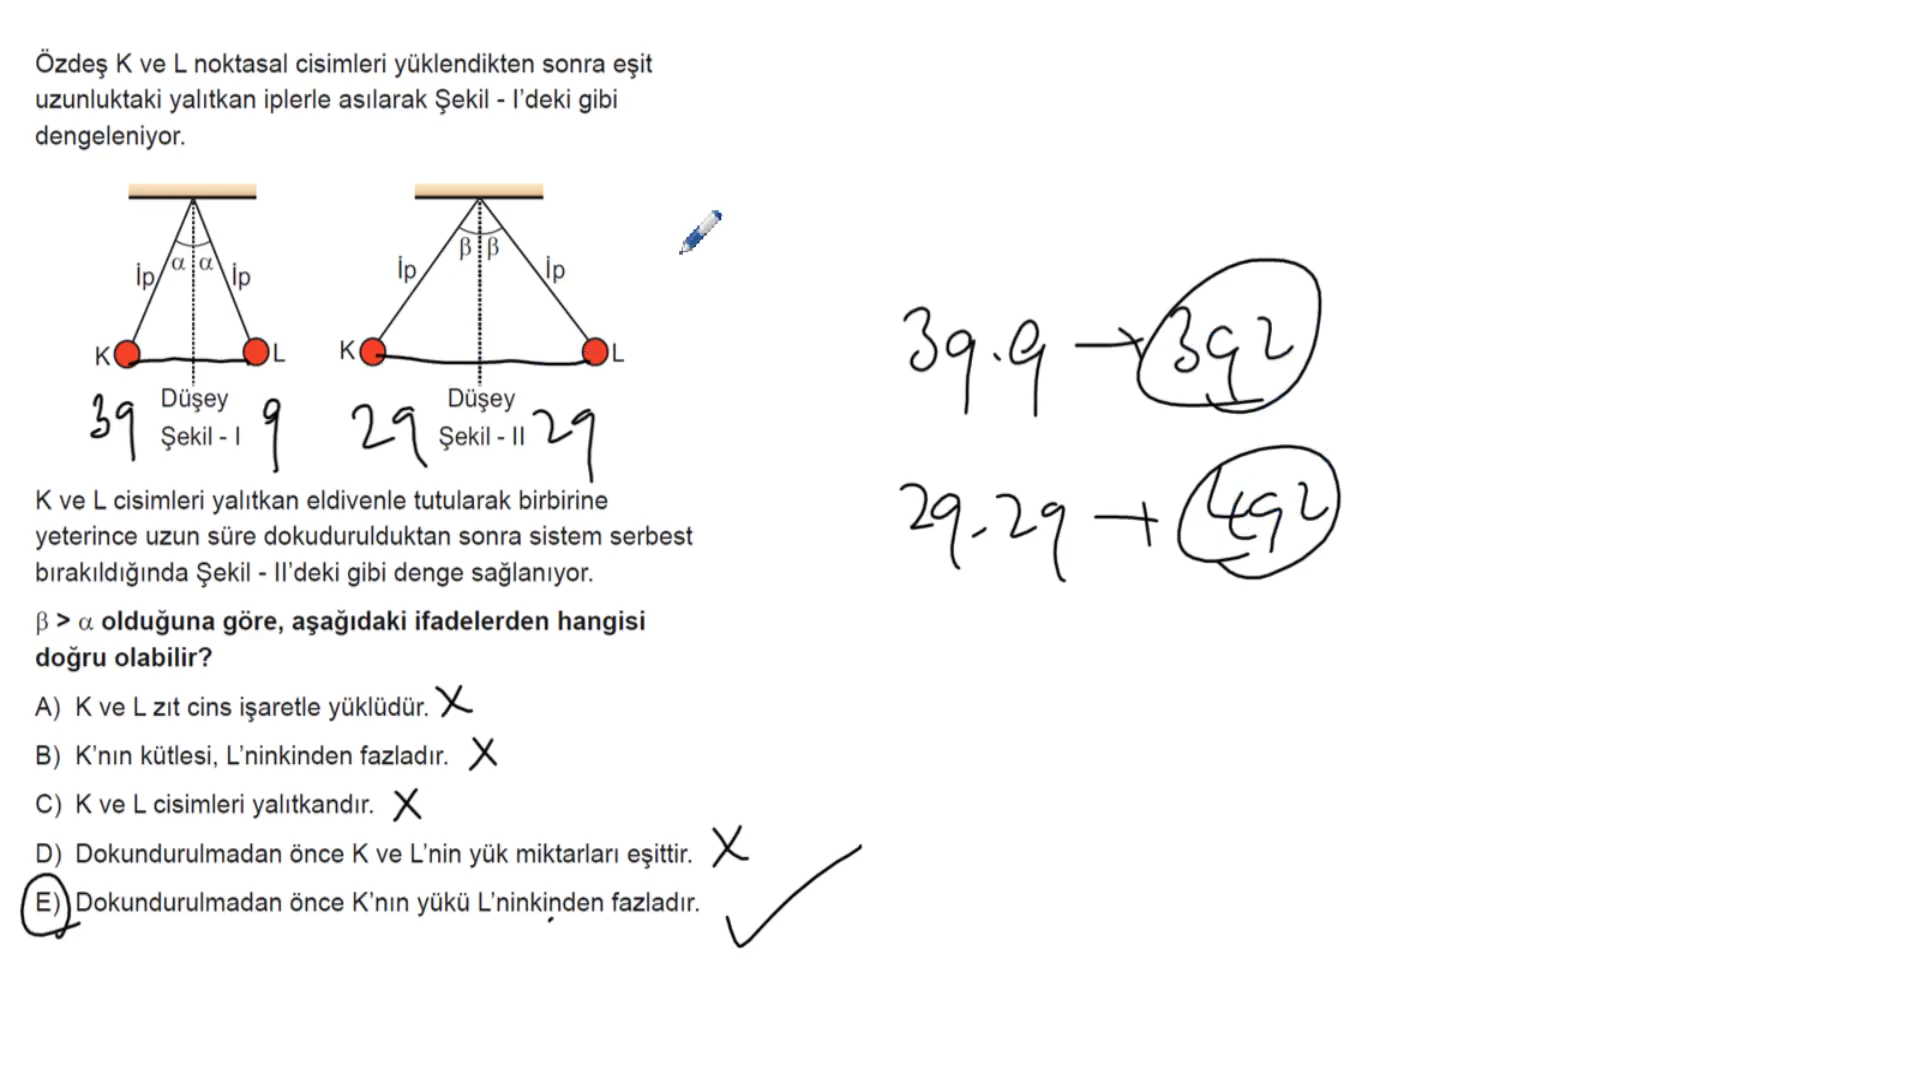 Özdeş K ve L noktasal cisimleri yüklendikten sonra eşit
uzunluktaki yalıtkan iplerle asılarak Şekil - I'deki gibi
dengeleniyor.
İp α α İp
K L
Düşey
Şekil - I
3q q
İp β β İp
K L
Düşey
Şekil - II
2q 2q
K ve L cisimleri yalıtkan eldivenle tutularak birbirine
yeterince uzun süre dokudurulduktan sonra sistem serbest
bırakıldığında Şekil - II'deki gibi denge sağlanıyor.
β > α olduğuna göre, aşağıdaki ifadelerden hangisi
doğru olabilir?
A) K ve L zıt cins işaretle yüklüdür. X
B) K'nın kütlesi, L'ninkinden fazladır. X
C) K ve L cisimleri yalıtkandır. X
D) Dokundurulmadan önce K ve L'nin yük miktarları eşittir. X
E) Dokundurulmadan önce K'nın yükü L'ninkinden fazladır.
3q.q → 3q2
2q.2q → 4q2